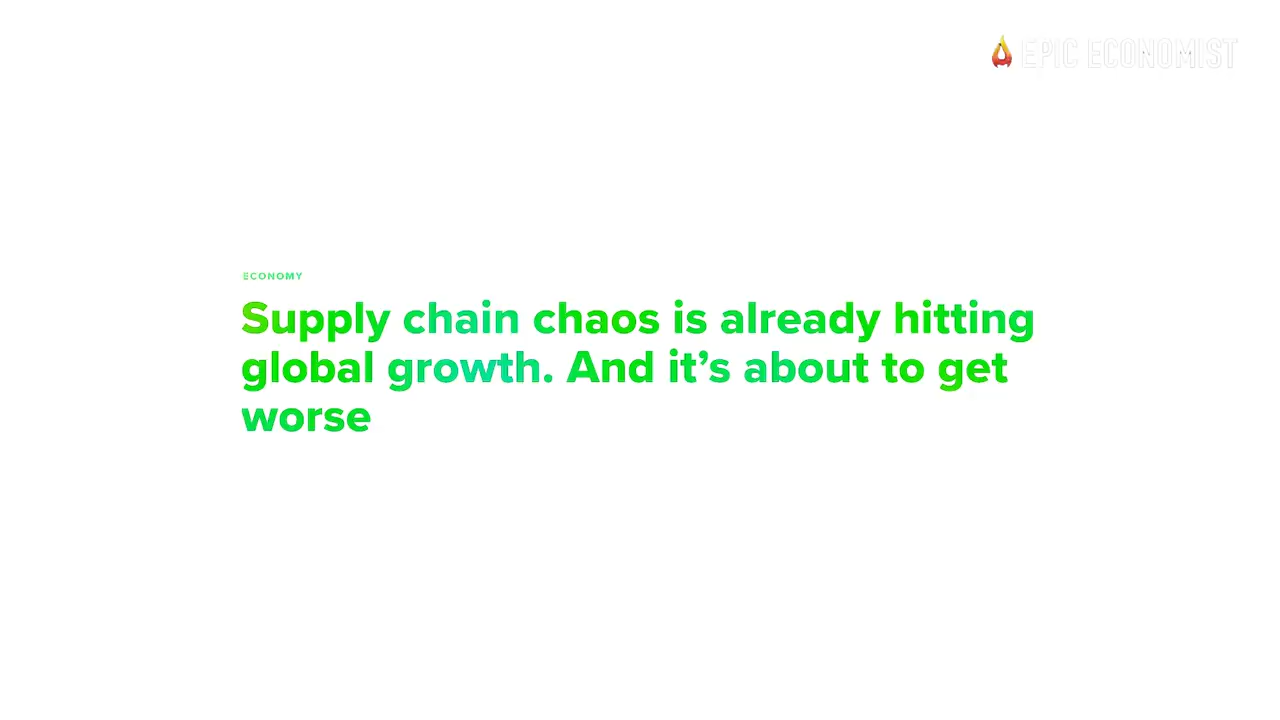 EPIC ECONOMIST
ECONOMY
Supply chain chaos is already hitting
global growth. And it’s about to get
worse